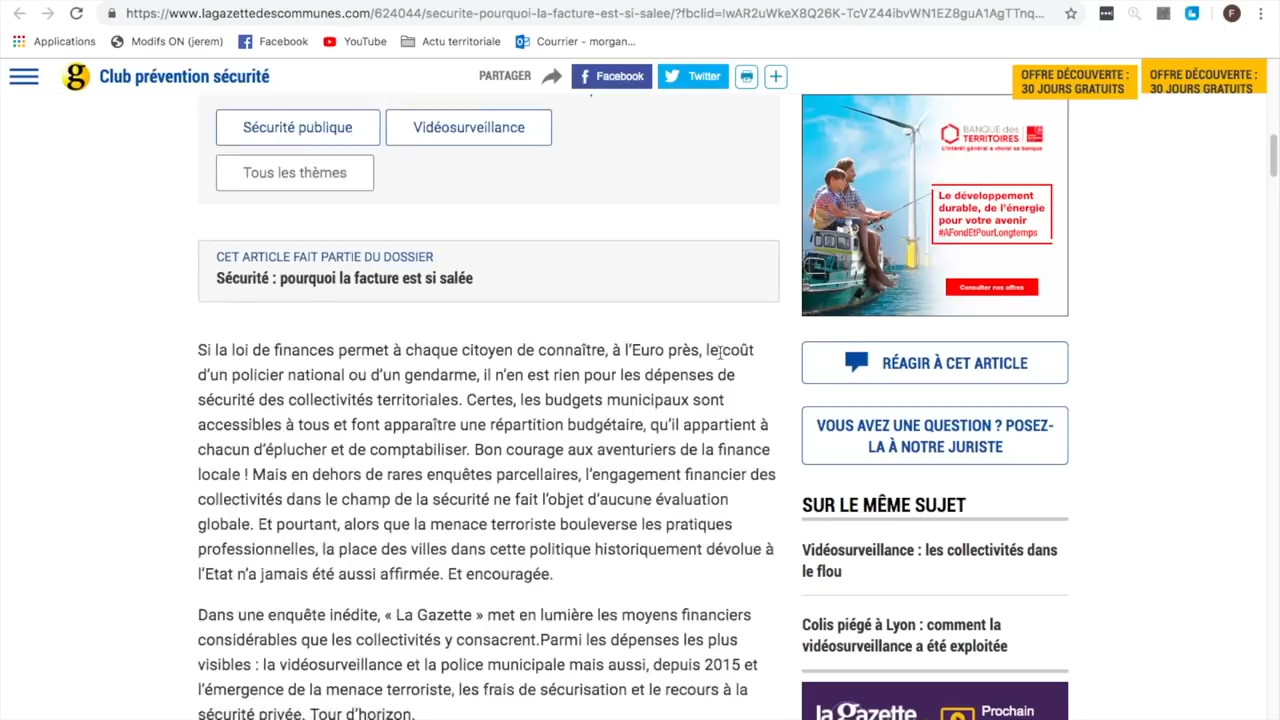 https://www.lagazettedescommunes.com/624044/securite-pourquoi-la-facture-est-si-salee/?fbclid=IwAR2uWkeX8Q26K-TcVZ44ibvWN1EZ8guA1AgTTnq...
F
Applications
Modifs ON (jerem)
Facebook
YouTube
Actu territoriale
Courrier - morgan...
g
Club prévention sécurité
PARTAGER
Facebook
Twitter
OFFRE DÉCOUVERTE :
30 JOURS GRATUITS
OFFRE DÉCOUVERTE :
30 JOURS GRATUITS
Sécurité publique
Vidéosurveillance
Tous les thèmes
CET ARTICLE FAIT PARTIE DU DOSSIER
Sécurité : pourquoi la facture est si salée
Si la loi de finances permet à chaque citoyen de connaître, à l'Euro près, le coût
d'un policier national ou d'un gendarme, il n'en est rien pour les dépenses de
sécurité des collectivités territoriales. Certes, les budgets municipaux sont
accessibles à tous et font apparaître une répartition budgétaire, qu'il appartient à
chacun d'éplucher et de comptabiliser. Bon courage aux aventuriers de la finance
locale ! Mais en dehors de rares enquêtes parcellaires, l'engagement financier des
collectivités dans le champ de la sécurité ne fait l'objet d'aucune évaluation
globale. Et pourtant, alors que la menace terroriste bouleverse les pratiques
professionnelles, la place des villes dans cette politique historiquement dévolue à
l'Etat n'a jamais été aussi affirmée. Et encouragée.
Dans une enquête inédite, « La Gazette » met en lumière les moyens financiers
considérables que les collectivités y consacrent.Parmi les dépenses les plus
visibles : la vidéosurveillance et la police municipale mais aussi, depuis 2015 et
l'émergence de la menace terroriste, les frais de sécurisation et le recours à la
sécurité privée. Tour d'horizon.
BANQUE des
TERRITOIRES
L'intérêt général a choisi sa banque
Le développement
durable, de l'énergie
pour votre avenir
#AFondEtPourLongtemps
Consulter nos offres
RÉAGIR À CET ARTICLE
VOUS AVEZ UNE QUESTION ? POSEZ-
LA À NOTRE JURISTE
SUR LE MÊME SUJET
Vidéosurveillance : les collectivités dans
le flou
Colis piégé à Lyon : comment la
vidéosurveillance a été exploitée
la gazette
Prochain